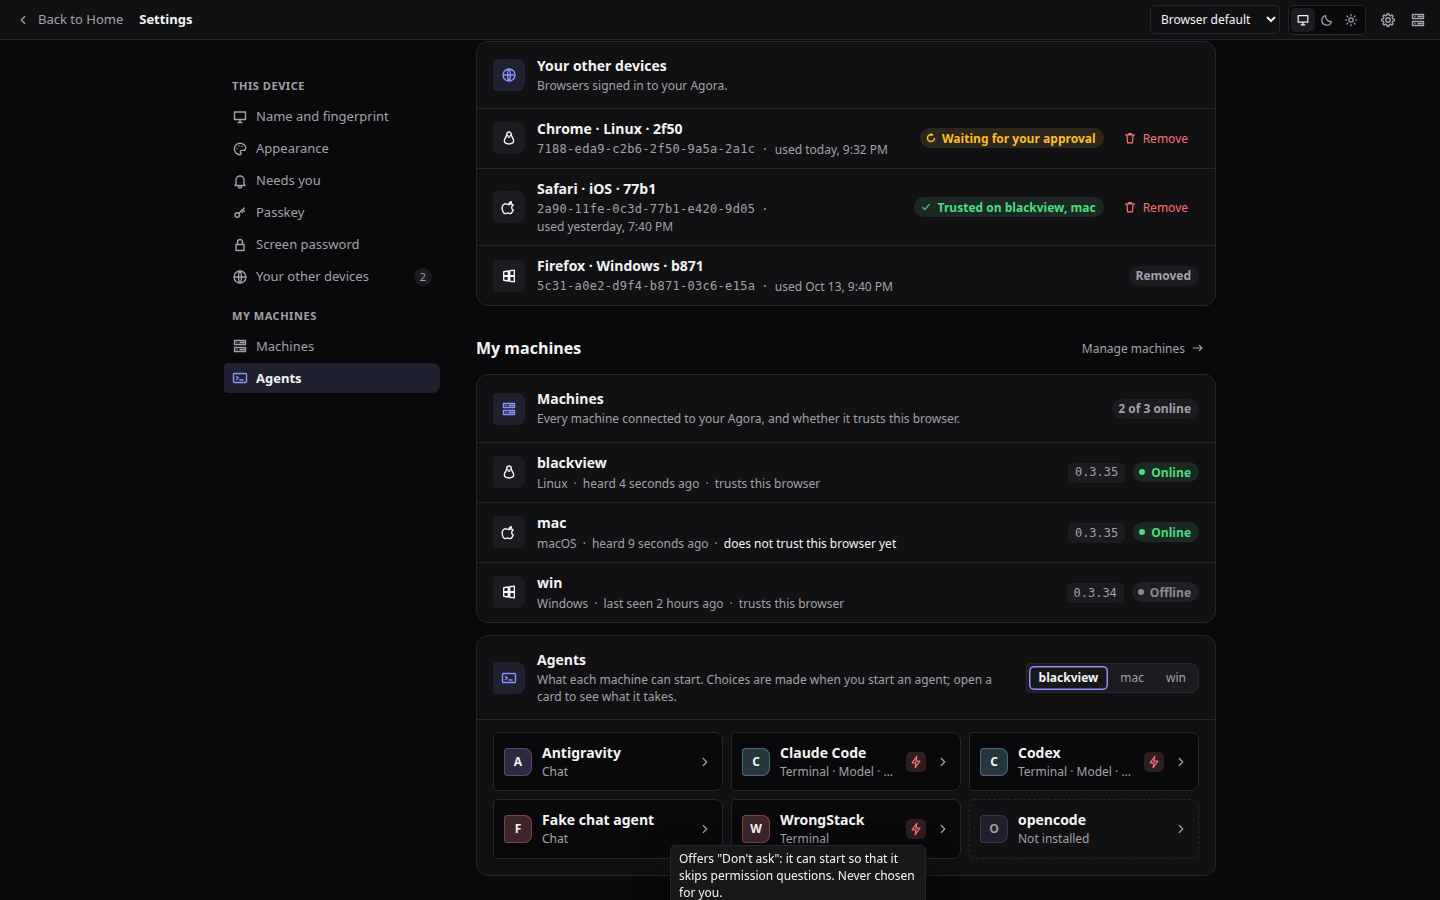 Back to Home
Settings
Browser default
THIS DEVICE
Name and fingerprint
Appearance
Needs you
Passkey
Screen password
Your other devices
2
MY MACHINES
Machines
Agents
Your other devices
Browsers signed in to your Agora.
Chrome · Linux · 2f50
7188-eda9-c2b6-2f50-9a5a-2a1c · used today, 9:32 PM
Waiting for your approval
Remove
Safari · iOS · 77b1
2a90-11fe-0c3d-77b1-e420-9d05 ·
used yesterday, 7:40 PM
Trusted on blackview, mac
Remove
Firefox · Windows · b871
5c31-a0e2-d9f4-b871-03c6-e15a · used Oct 13, 9:40 PM
Removed
My machines
Manage machines →
Machines
Every machine connected to your Agora, and whether it trusts this browser.
2 of 3 online
blackview
Linux · heard 4 seconds ago · trusts this browser
0.3.35
Online
mac
macOS · heard 9 seconds ago · does not trust this browser yet
0.3.35
Online
win
Windows · last seen 2 hours ago · trusts this browser
0.3.34
Offline
Agents
What each machine can start. Choices are made when you start an agent; open a
card to see what it takes.
blackview
mac
win
A
Antigravity
Chat
C
Claude Code
Terminal · Model · ...
C
Codex
Terminal · Model · ...
F
Fake chat agent
Chat
W
WrongStack
Terminal
O
opencode
Not installed
Offers "Don't ask": it can start so that it
skips permission questions. Never chosen
for you.